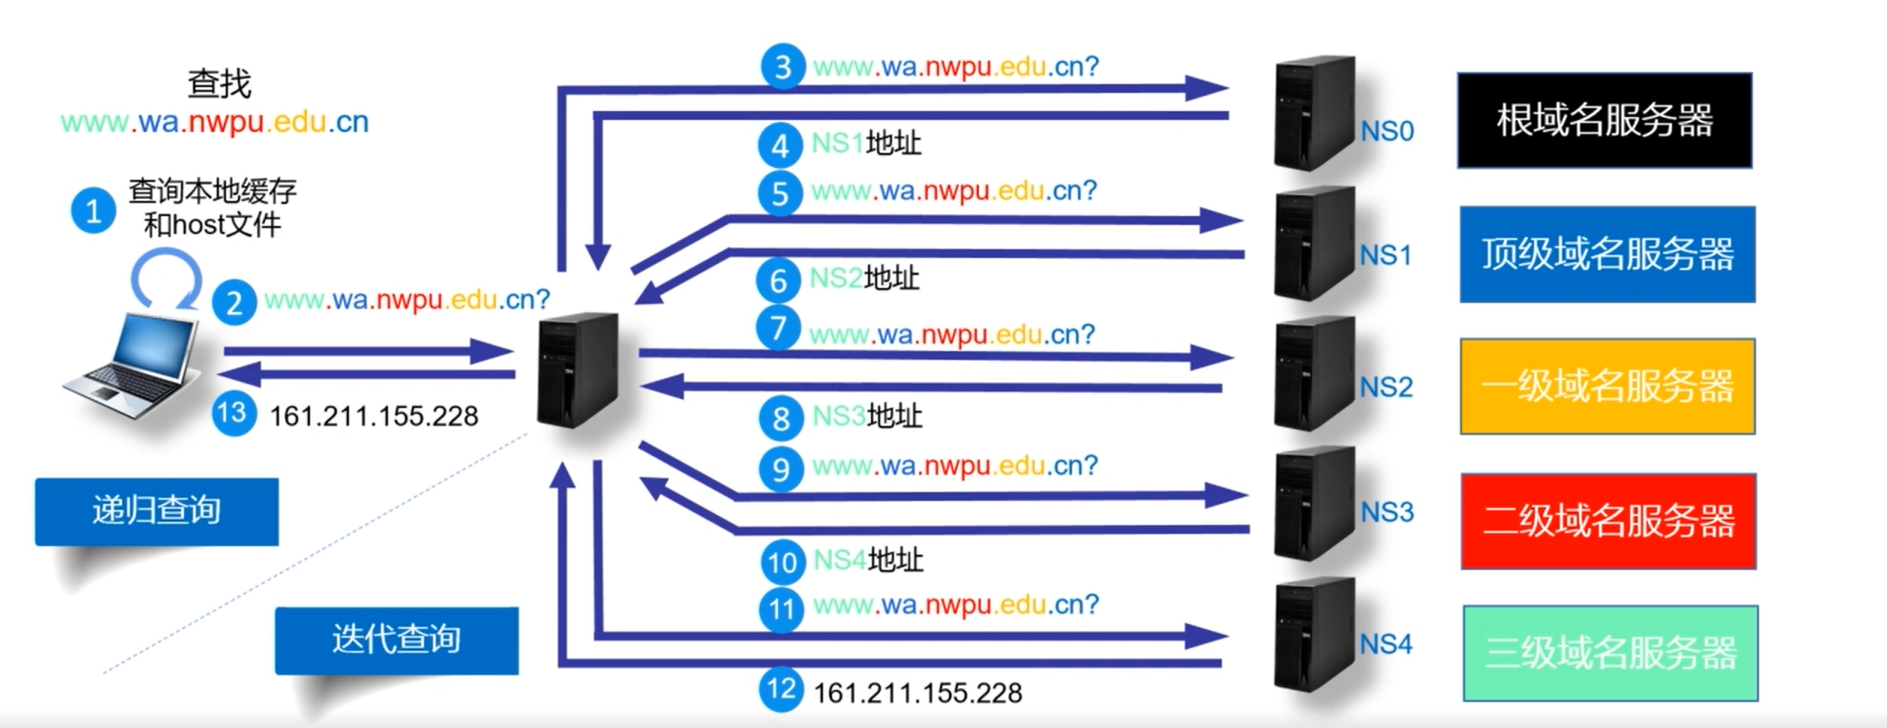 查找
www.wa.nwpu.edu.cn
1 查询本地缓存
和host文件
2 www.wa.nwpu.edu.cn?
13 161.211.155.228
递归查询
迭代查询
3 www.wa.nwpu.edu.cn?
4 NS1地址
5 www.wa.nwpu.edu.cn?
6 NS2地址
7 www.wa.nwpu.edu.cn?
8 NS3地址
9 www.wa.nwpu.edu.cn?
10 NS4地址
11 www.wa.nwpu.edu.cn?
12 161.211.155.228
NS0 根域名服务器
NS1 顶级域名服务器
NS2 一级域名服务器
NS3 二级域名服务器
NS4 三级域名服务器